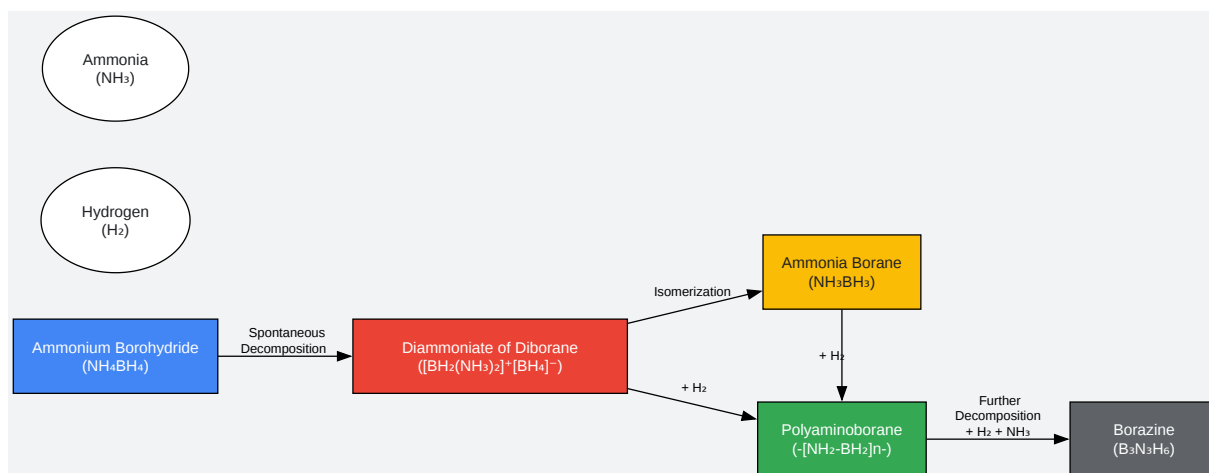 Ammonia
(NH₃)
Hydrogen
(H₂)
Ammonium Borohydride
(NH₄BH₄)
Spontaneous
Decomposition
Diammoniate of Diborane
([BH₂(NH₃)₂]⁺[BH₄]⁻)
Isomerization
+ H₂
Ammonia Borane
(NH₃BH₃)
+ H₂
Polyaminoborane
(-[NH₂-BH₂]n-)
Further
Decomposition
+ H₂ + NH₃
Borazine
(B₃N₃H₆)